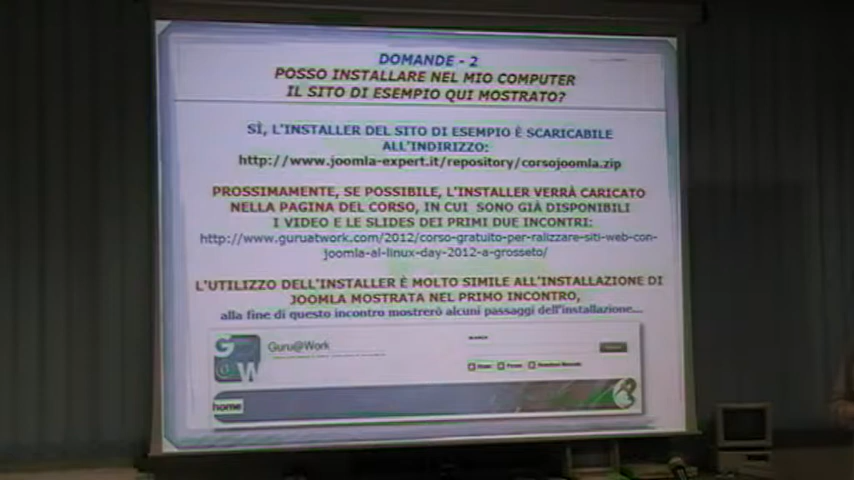 DOMANDE - 2
POSSO INSTALLARE NEL MIO COMPUTER
IL SITO DI ESEMPIO QUI MOSTRATO?
SÌ, L'INSTALLER DEL SITO DI ESEMPIO È SCARICABILE
ALL'INDIRIZZO:
http://www.joomla-expert.it/repository/corsojoomla.zip
PROSSIMAMENTE, SE POSSIBILE, L'INSTALLER VERRÀ CARICATO
NELLA PAGINA DEL CORSO, IN CUI SONO GIÀ DISPONIBILI
I VIDEO E LE SLIDES DEI PRIMI DUE INCONTRI:
http://www.guruatwork.com/2012/corso-gratuito-per-ralizzare-siti-web-con-
joomla-al-linux-day-2012-a-grosseto/
L'UTILIZZO DELL'INSTALLER È MOLTO SIMILE ALL'INSTALLAZIONE DI
JOOMLA MOSTRATA NEL PRIMO INCONTRO,
alla fine di questo incontro mostrerò alcuni passaggi dell'installazione...
G@W
Guru@Work
home